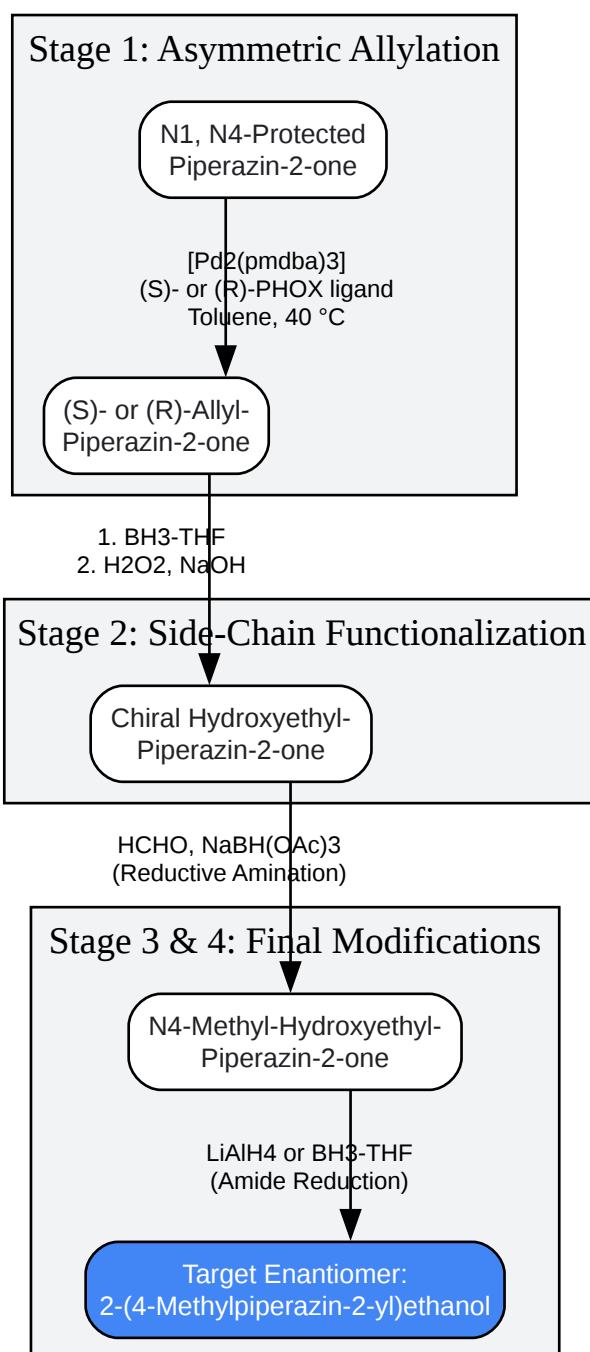 Stage 1: Asymmetric Allylation
N1, N4-Protected
Piperazin-2-one
[Pd2(pmdba)3]
(S)- or (R)-PHOX ligand
Toluene, 40 °C
(S)- or (R)-Allyl-
Piperazin-2-one
1. BH3-THF
2. H2O2, NaOH
Stage 2: Side-Chain Functionalization
Chiral Hydroxyethyl-
Piperazin-2-one
HCHO, NaBH(OAc)3
(Reductive Amination)
Stage 3 & 4: Final Modifications
N4-Methyl-Hydroxyethyl-
Piperazin-2-one
LiAlH4 or BH3-THF
(Amide Reduction)
Target Enantiomer:
2-(4-Methylpiperazin-2-yl)ethanol